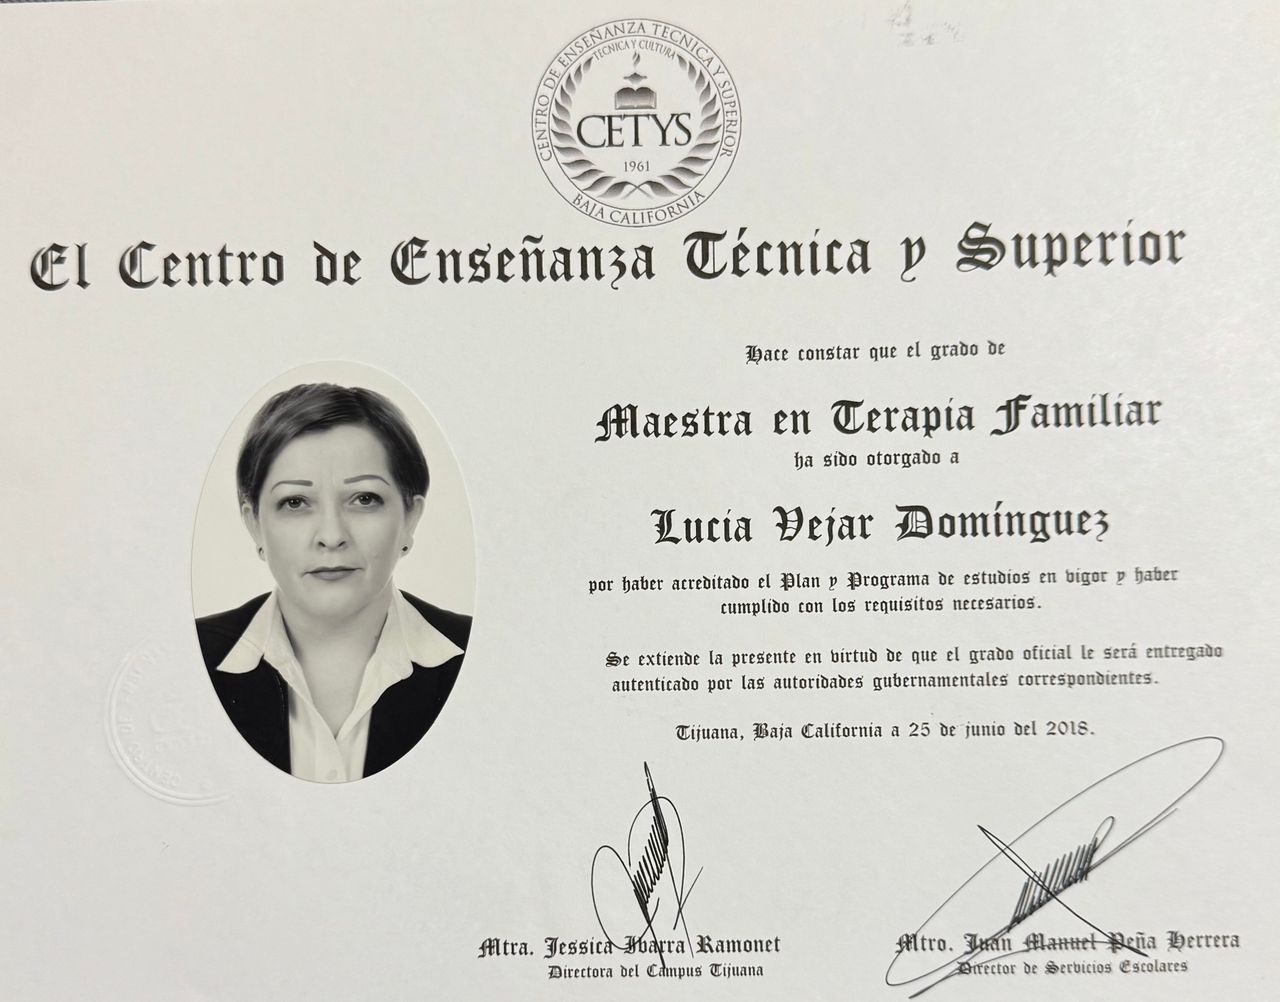 CENTRO DE ENSEÑANZA TECNICA Y SUPERIOR
TECNICA Y CULTURA
CETYS
1961
BAJA CALIFORNIA
El Centro de Enseñanza Técnica y Superior
Hace constar que el grado de
Maestra en Terapia Familiar
ha sido otorgado a
Lucía Vejar Domínguez
por haber acreditado el Plan y Programa de estudios en vigor y haber
cumplido con los requisitos necesarios.
Se extiende la presente en virtud de que el grado oficial le será entregado
autenticado por las autoridades gubernamentales correspondientes.
Tijuana, Baja California a 25 de junio del 2018.
Mtra. Jessica Ibarra Ramonet
Directora del Campus Tijuana
Mtro. Juan Manuel Peña Herrera
Director de Servicios Escolares